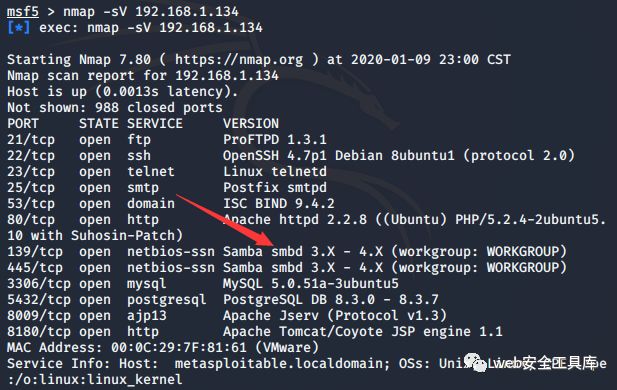 msf5 > nmap -sV 192.168.1.134
[*] exec: nmap -sV 192.168.1.134
Starting Nmap 7.80 ( https://nmap.org ) at 2020-01-09 23:00 CST
Nmap scan report for 192.168.1.134
Host is up (0.0013s latency).
Not shown: 988 closed ports
PORT     STATE SERVICE     VERSION
21/tcp   open  ftp         ProFTPD 1.3.1
22/tcp   open  ssh         OpenSSH 4.7p1 Debian 8ubuntu1 (protocol 2.0)
23/tcp   open  telnet      Linux telnetd
25/tcp   open  smtp        Postfix smtpd
53/tcp   open  domain      ISC BIND 9.4.2
80/tcp   open  http        Apache httpd 2.2.8 ((Ubuntu) PHP/5.2.4-2ubuntu5.
10 with Suhosin-Patch)
139/tcp  open  netbios-ssn Samba smbd 3.X - 4.X (workgroup: WORKGROUP)
445/tcp  open  netbios-ssn Samba smbd 3.X - 4.X (workgroup: WORKGROUP)
3306/tcp open  mysql       MySQL 5.0.51a-3ubuntu5
5432/tcp open  postgresql  PostgreSQL DB 8.3.0 - 8.3.7
8009/tcp open  ajp13       Apache Jserv (Protocol v1.3)
8180/tcp open  http        Apache Tomcat/Coyote JSP engine 1.1
MAC Address: 00:0C:29:7F:81:61 (VMware)
Service Info: Host:  metasploitable.localdomain; OSs: Uni
web安全工具库
:/o:linux:linux_kernel